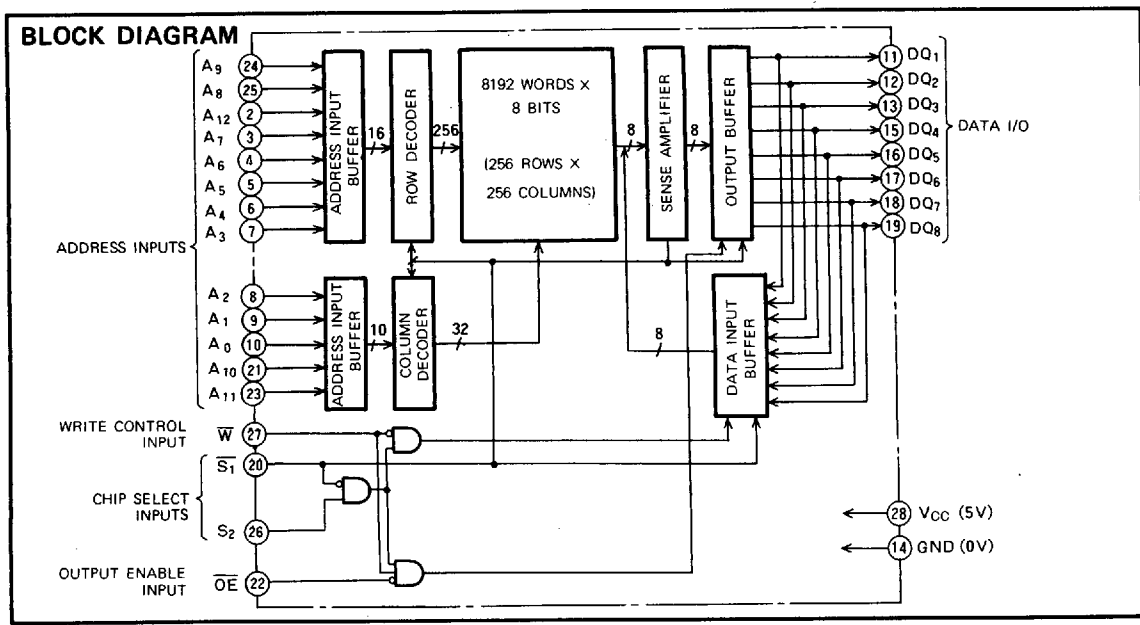 BLOCK DIAGRAM
ADDRESS INPUTS
A9 24
A8 25
A12 2
A7 3
A6 4
A5 5
A4 6
A3 7
A2 8
A1 9
A0 10
A10 21
A11 23
ADDRESS INPUT
BUFFER
16
ROW DECODER
256
8192 WORDS ×
8 BITS
(256 ROWS ×
256 COLUMNS)
8
SENSE AMPLIFIER
8
OUTPUT BUFFER
11 DQ1
12 DQ2
13 DQ3
15 DQ4
16 DQ5
17 DQ6
18 DQ7
19 DQ8
DATA I/O
ADDRESS INPUT
BUFFER
10
COLUMN
DECODER
32
8
DATA INPUT
BUFFER
WRITE CONTROL
INPUT
W̅ 27
CHIP SELECT
INPUTS
S̅1 20
S2 26
OUTPUT ENABLE
INPUT
O̅E̅ 22
28 VCC (5V)
14 GND (0V)